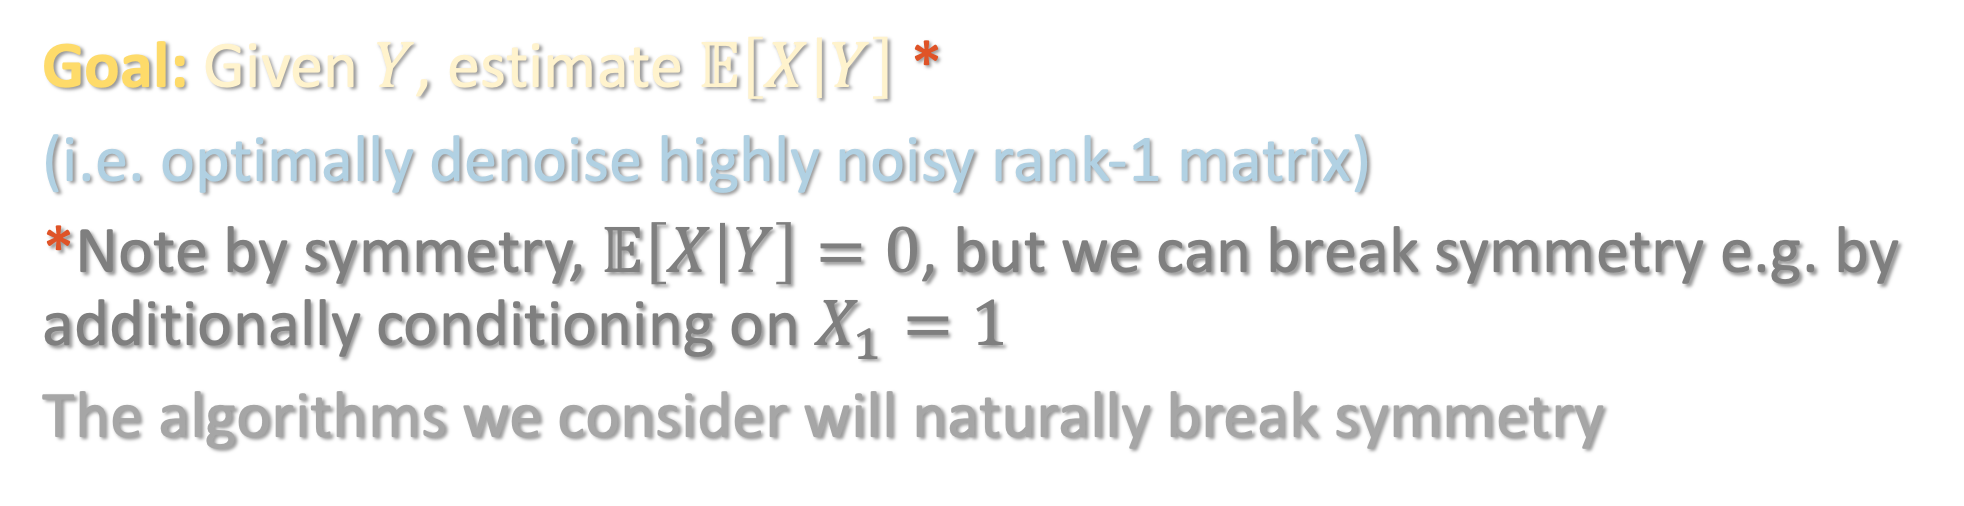 Goal: Given Y, estimate 𝔼[X|Y] *
(i.e. optimally denoise highly noisy rank-1 matrix)
*Note by symmetry, 𝔼[X|Y] = 0, but we can break symmetry e.g. by
additionally conditioning on X₁ = 1
The algorithms we consider will naturally break symmetry